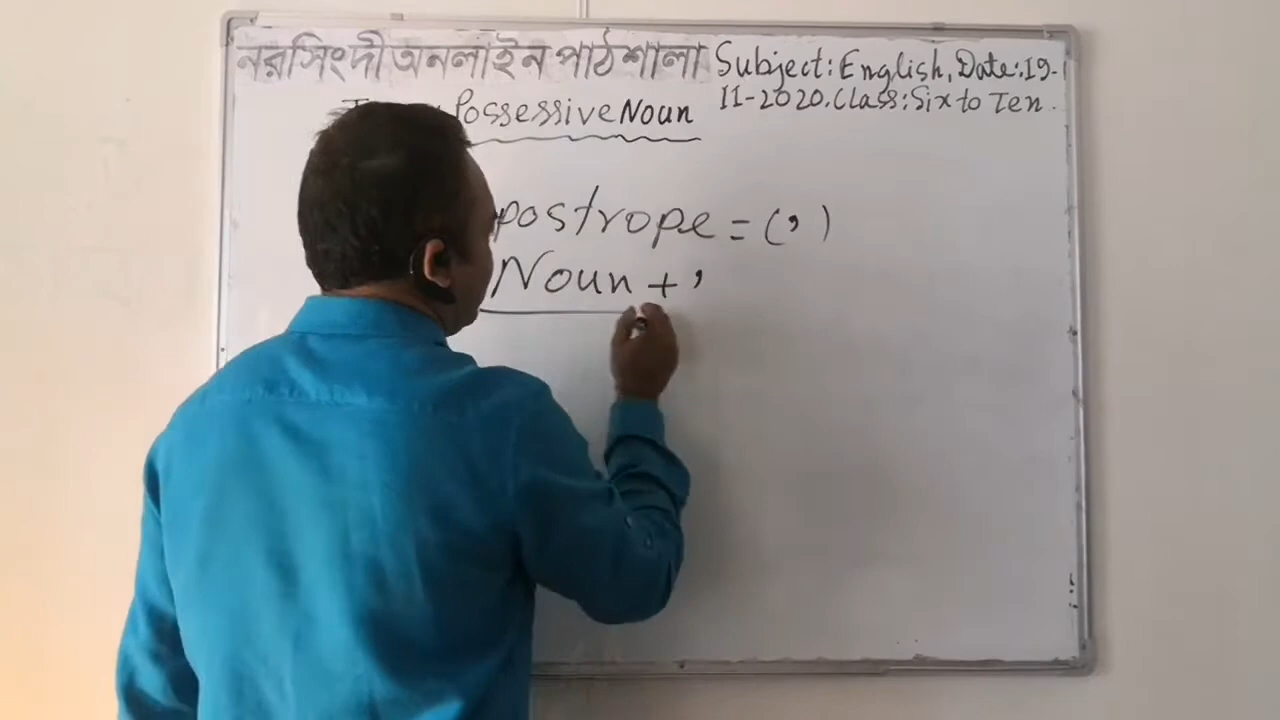 নরসিংদী অনলাইন পাঠশালা
Subject: English, Date: 19-
11-2020. Class: Six to Ten.
Possessive Noun
postrope = (,)
Noun + ,